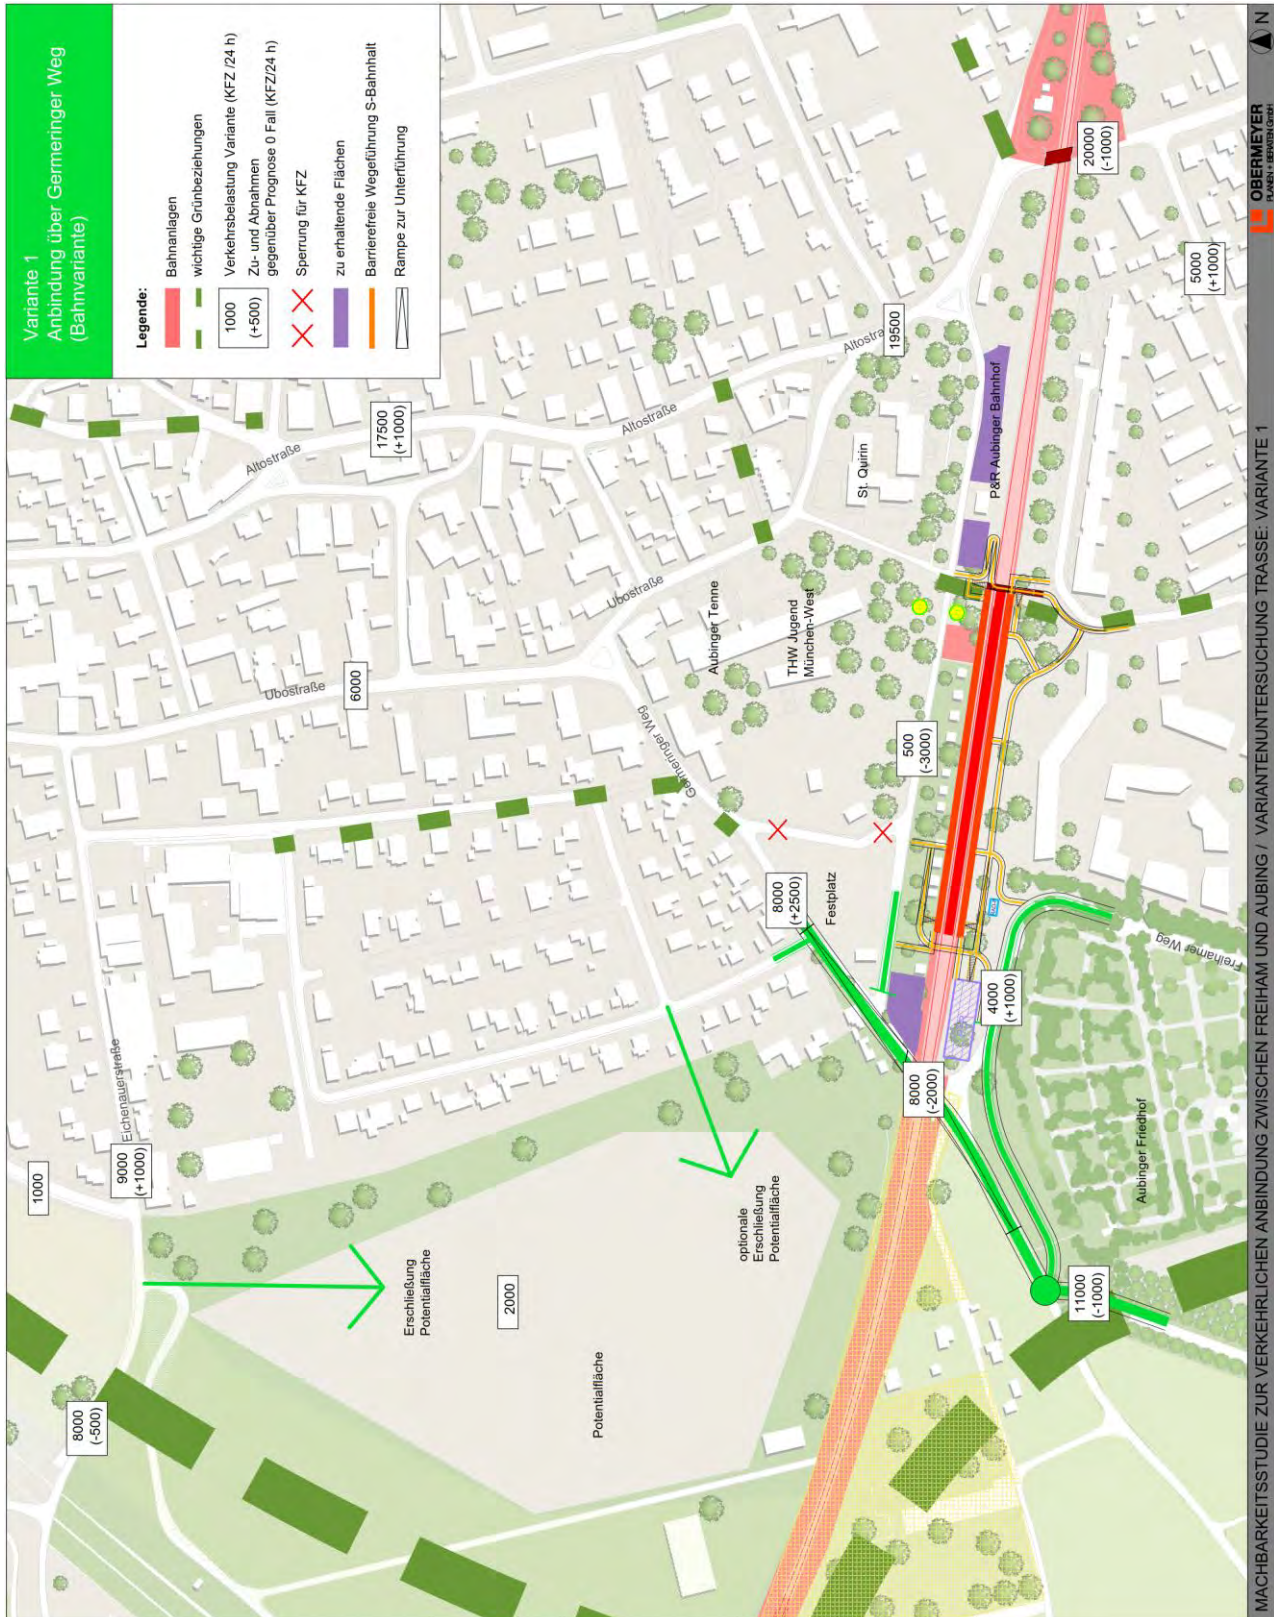 Variante 1
Anbindung über Germeringer Weg
(Bahnvariante)
Legende:
Bahnanlagen
wichtige Grünbeziehungen
1000
(+500)
Verkehrsbelastung Variante (KFZ /24 h)
Zu- und Abnahmen
gegenüber Prognose 0 Fall (KFZ/24 h)
Sperrung für KFZ
zu erhaltende Flächen
Barrierefreie Wegeführung S-Bahnhalt
Rampe zur Unterführung
8000
(-500)
1000
9000
(+1000)
Eichenauerstraße
Erschließung
Potentialfläche
2000
Potentialfläche
optionale
Erschließung
Potentialfläche
Ubostraße
6000
Altostraße
17500
(+1000)
Ubostraße
Altostraße
Germeringer Weg
Aubinger Tenne
THW Jugend
München-West
St. Quirin
Altostra
19500
8000
(+2500)
Festplatz
500
(-3000)
P&R Aubinger Bahnhof
20000
(-1000)
5000
(+1000)
8000
(-2000)
4000
(+1000)
Freihamer Weg
Aubinger Friedhof
11000
(-1000)
MACHBARKEITSSTUDIE ZUR VERKEHRLICHEN ANBINDUNG ZWISCHEN FREIHAM UND AUBING / VARIANTENUNTERSUCHUNG TRASSE: VARIANTE 1
OBERMEYER
PLANEN + BERATEN GmbH
N